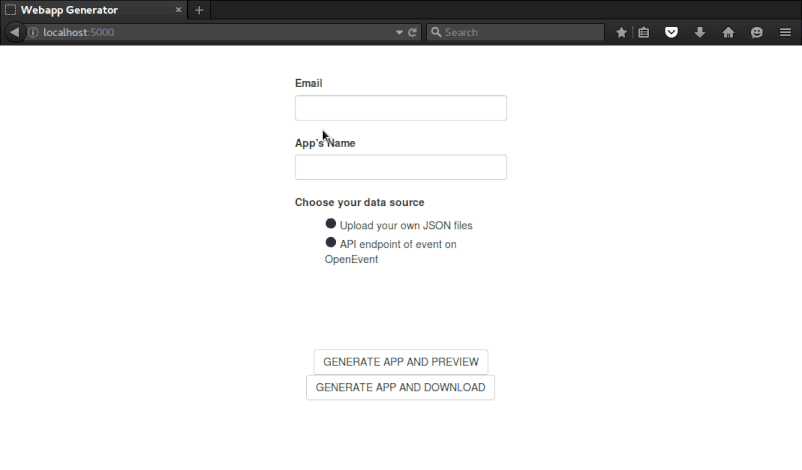 Webapp Generator
localhost:5000
Search
Email
App's Name
Choose your data source
Upload your own JSON files
API endpoint of event on
OpenEvent
GENERATE APP AND PREVIEW
GENERATE APP AND DOWNLOAD